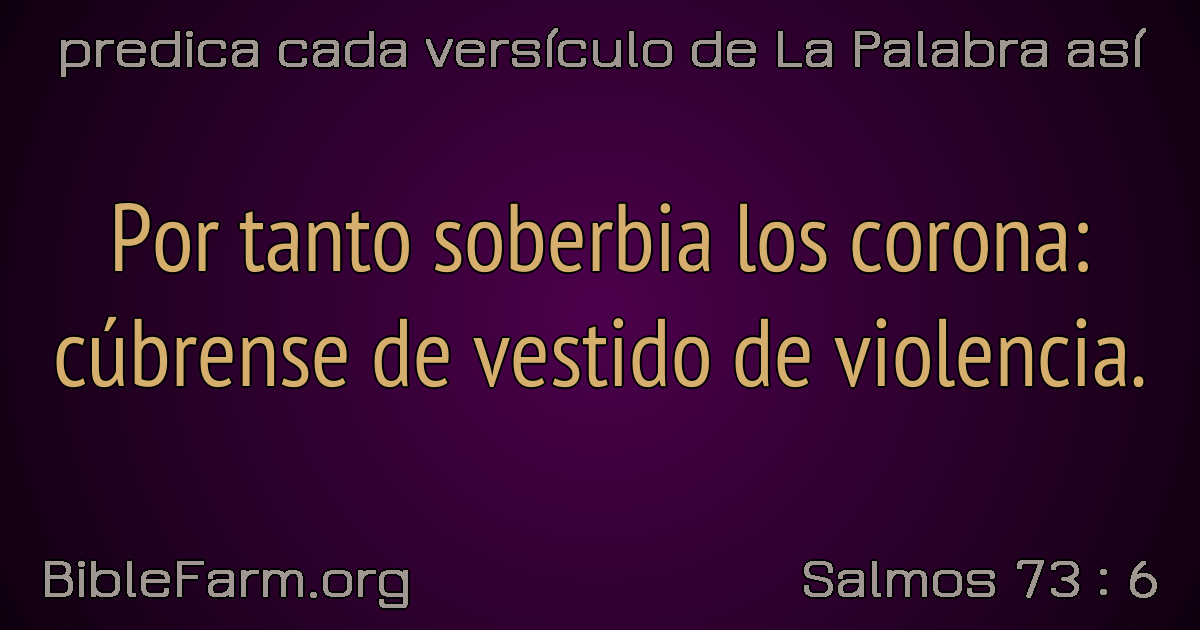 predica cada versículo de La Palabra así
Por tanto soberbia los corona:
cúbrense de vestido de violencia.
BibleFarm.org
Salmos 73 : 6